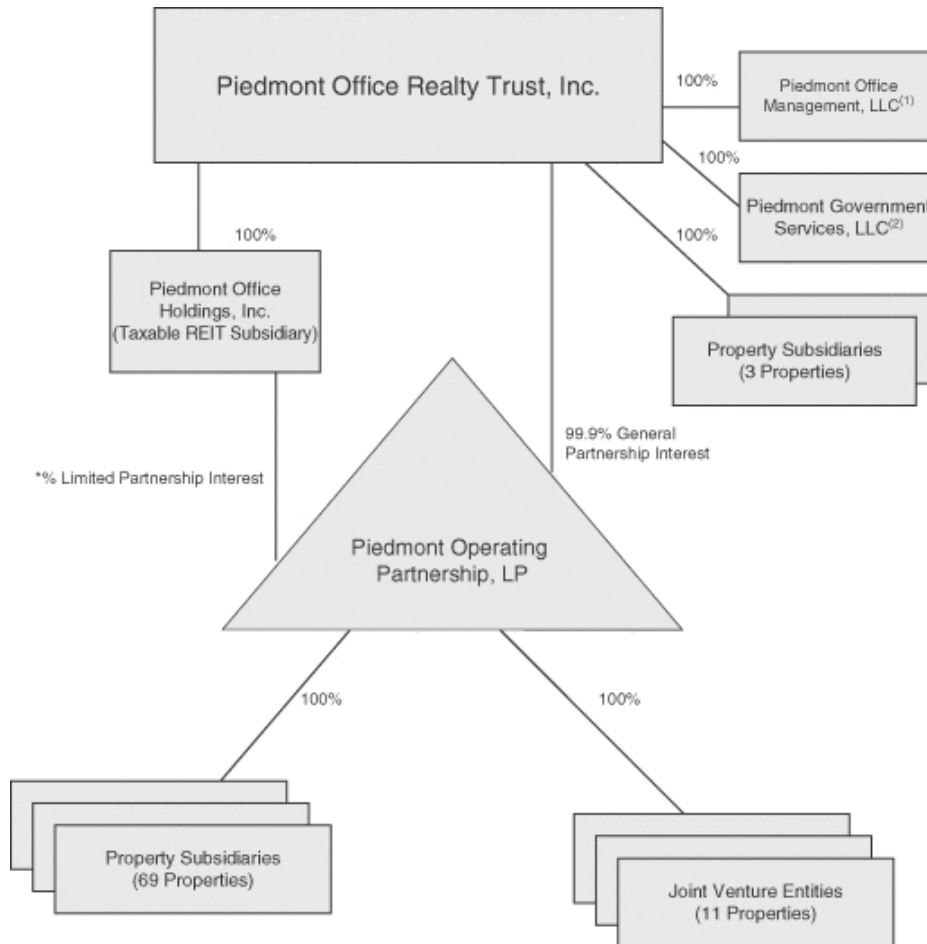 Piedmont Office Realty Trust, Inc.
100%
Piedmont Office
Management, LLC(1)
100%
Piedmont Government
Services, LLC(2)
100%
Piedmont Office
Holdings, Inc.
(Taxable REIT Subsidiary)
100%
Property Subsidiaries
(3 Properties)
99.9% General
Partnership Interest
*% Limited Partnership Interest
Piedmont Operating
Partnership, LP
100%
100%
Property Subsidiaries
(69 Properties)
Joint Venture Entities
(11 Properties)